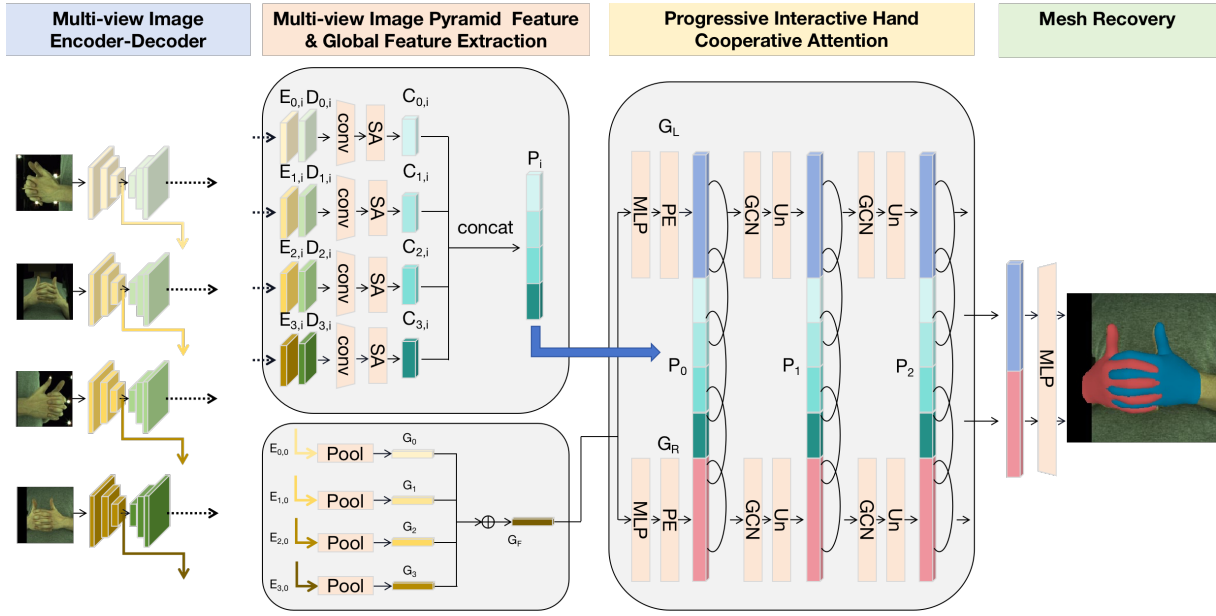 Multi-view Image
Encoder-Decoder
Multi-view Image Pyramid Feature
& Global Feature Extraction
Progressive Interactive Hand
Cooperative Attention
Mesh Recovery
E0,i D0,i
conv
SA
C0,i
E1,i D1,i
conv
SA
C1,i
E2,i D2,i
conv
SA
C2,i
E3,i D3,i
conv
SA
C3,i
concat
Pi
E0,0
Pool
G0
E1,0
Pool
G1
E2,0
Pool
G2
E3,0
Pool
G3
GF
GL
MLP
PE
GCN
Un
GCN
Un
P0
P1
P2
GR
MLP
PE
GCN
Un
GCN
Un
MLP